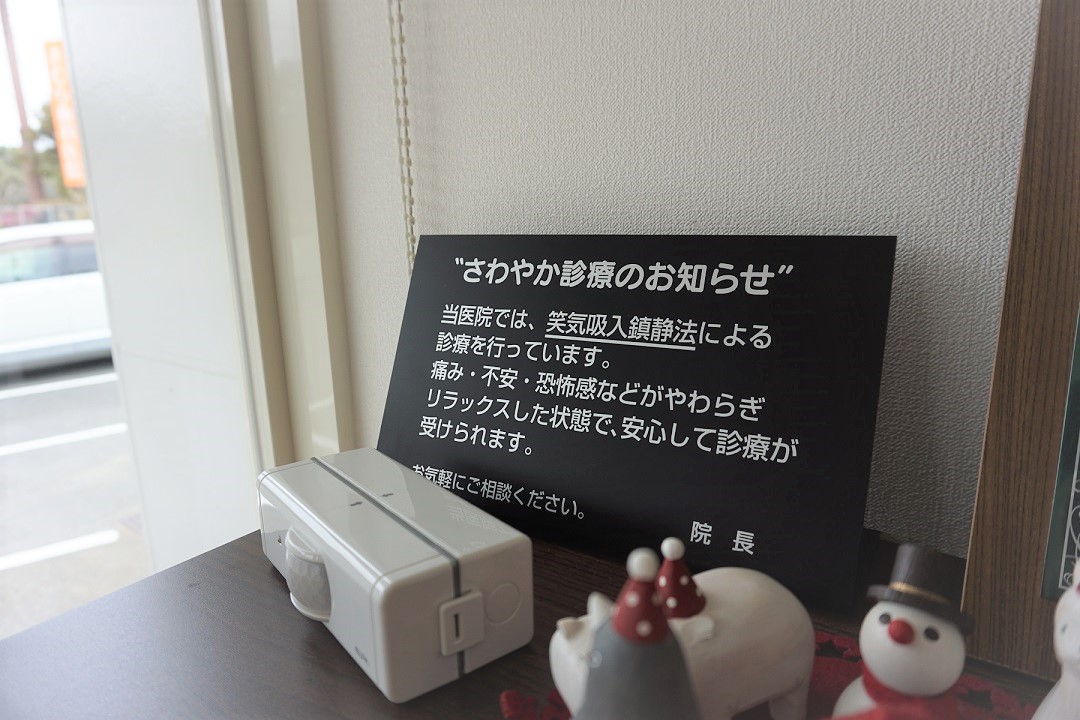 “さわやか診療のお知らせ”
当医院では、笑気吸入鎮静法による
診療を行っています。
痛み・不安・恐怖感などがやわらぎ
リラックスした状態で、安心して診療が
受けられます。
お気軽にご相談ください。
院 長